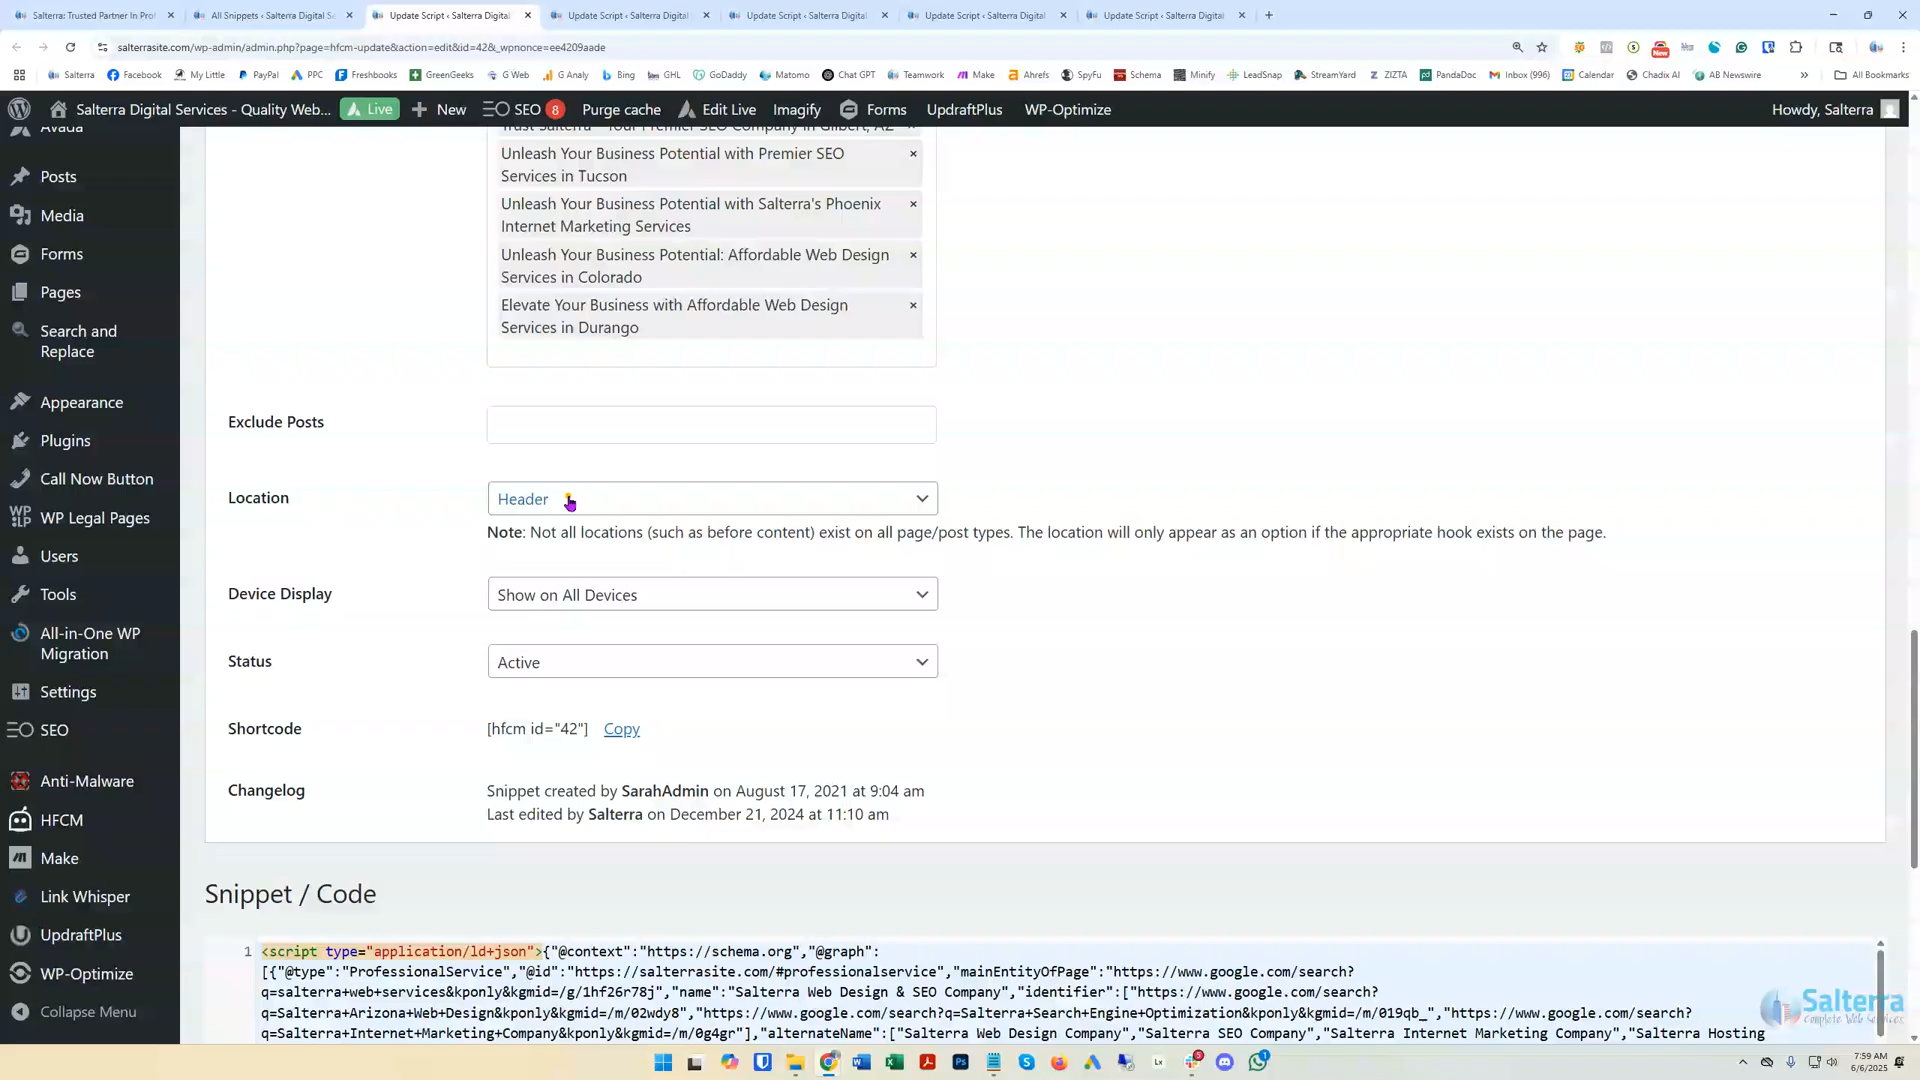 Salterra: Trusted Partner In Pro
All Snippets ‹ Salterra Digital S
Update Script ‹ Salterra Digital
Update Script ‹ Salterra Digital
Update Script ‹ Salterra Digital
Update Script ‹ Salterra Digital
Update Script ‹ Salterra Digital
salterrasite.com/wp-admin/admin.php?page=hfcm-update&action=edit&id=42&_wpnonce=ee4209aade
New
Salterra
Facebook
My Little
PayPal
PPC
Freshbooks
GreenGeeks
G Web
G Analy
Bing
GHL
GoDaddy
Matomo
Chat GPT
Teamwork
Make
Ahrefs
SpyFu
Schema
Minify
LeadSnap
StreamYard
ZIZTA
PandaDoc
Inbox (996)
Calendar
Chadix AI
AB Newswire
»
All Bookmarks
Salterra Digital Services - Quality Web...
Live
+ New
SEO 8
Purge cache
Edit Live
Imagify
Forms
UpdraftPlus
WP-Optimize
Howdy, Salterra
Avada
Posts
Media
Forms
Pages
Search and
Replace
Appearance
Plugins
Call Now Button
WP Legal Pages
Users
Tools
All-in-One WP
Migration
Settings
SEO
Anti-Malware
HFCM
Make
Link Whisper
UpdraftPlus
WP-Optimize
Collapse Menu
Trust Salterra - Your Premier SEO Company in Gilbert, AZ ×
Unleash Your Business Potential with Premier SEO ×
Services in Tucson
Unleash Your Business Potential with Salterra's Phoenix ×
Internet Marketing Services
Unleash Your Business Potential: Affordable Web Design ×
Services in Colorado
Elevate Your Business with Affordable Web Design ×
Services in Durango
Exclude Posts
Location
Header
Note: Not all locations (such as before content) exist on all page/post types. The location will only appear as an option if the appropriate hook exists on the page.
Device Display
Show on All Devices
Status
Active
Shortcode
[hfcm id="42"] Copy
Changelog
Snippet created by SarahAdmin on August 17, 2021 at 9:04 am
Last edited by Salterra on December 21, 2024 at 11:10 am
Snippet / Code
1 <script type="application/ld+json">{"@context":"https://schema.org","@graph":
[{"@type":"ProfessionalService","@id":"https://salterrasite.com/#professionalservice","mainEntityOfPage":"https://www.google.com/search?
q=salterra+web+services&kponly&kgmid=/g/1hf26r78j","name":"Salterra Web Design & SEO Company","identifier":["https://www.google.com/search?
q=Salterra+Arizona+Web+Design&kponly&kgmid=/m/02wdy8","https://www.google.com/search?q=Salterra+Search+Engine+Optimization&kponly&kgmid=/m/019qb_","https://www.google.com/search?
q=Salterra+Internet+Marketing+Company&kponly&kgmid=/m/0g4gr"],"alternateName":["Salterra Web Design Company","Salterra SEO Company","Salterra Internet Marketing Company","Salterra Hosting
Salterra
Complete Web Services
7:59 AM
6/6/2025